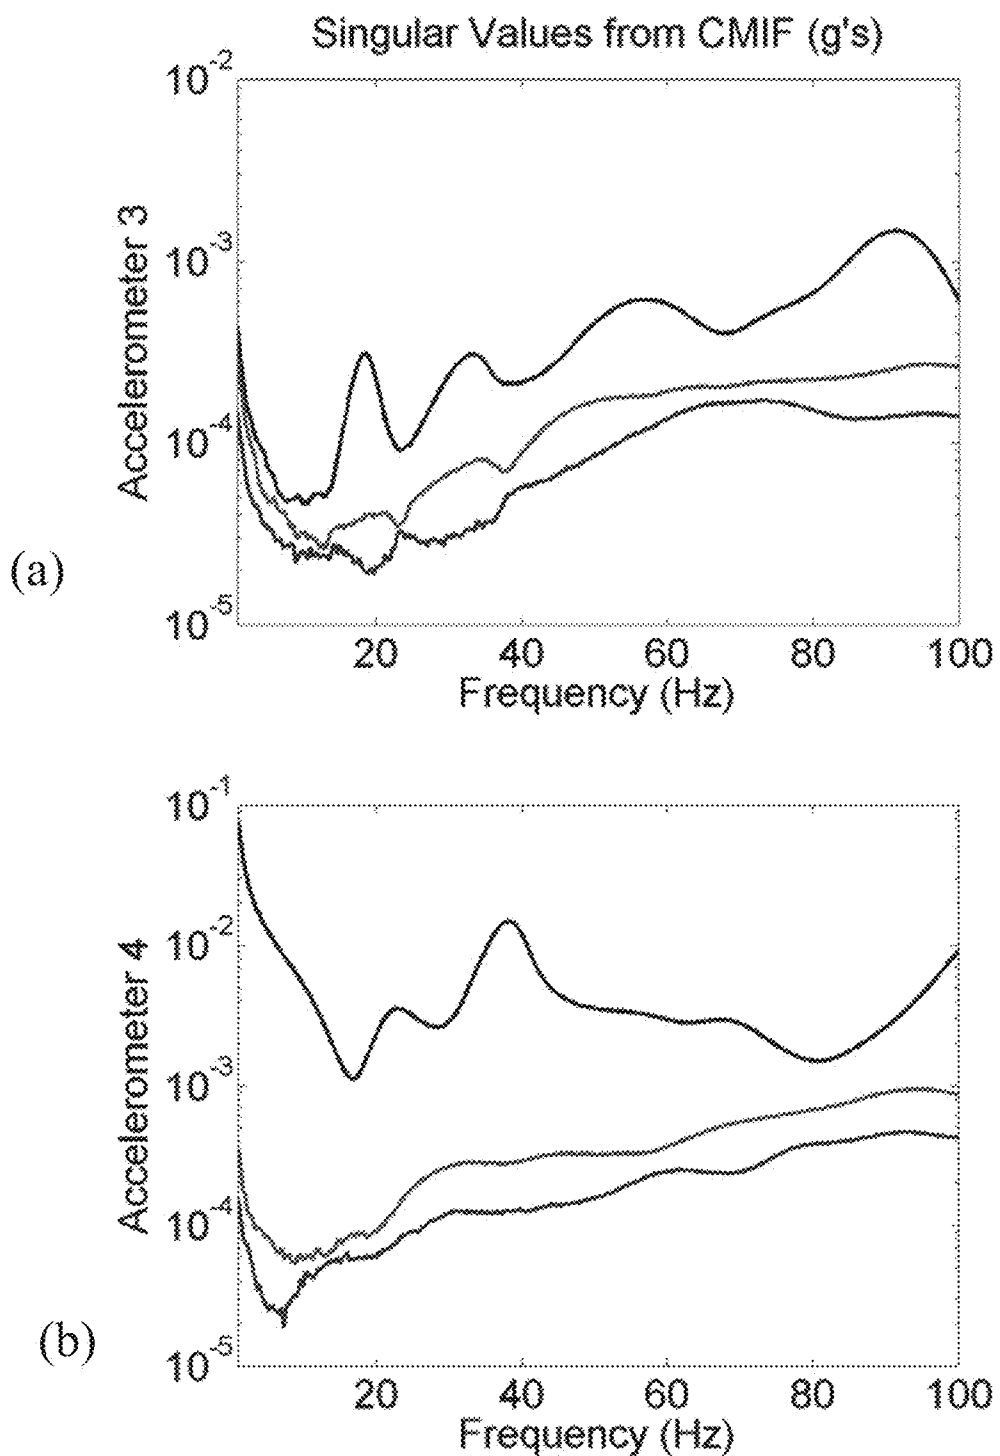 Singular Values from CMIF (g's)
10^-2
10^-3
10^-4
10^-5
Accelerometer 3
(a)
20 40 60 80 100
Frequency (Hz)
10^-1
10^-2
10^-3
10^-4
10^-5
Accelerometer 4
(b)
20 40 60 80 100
Frequency (Hz)